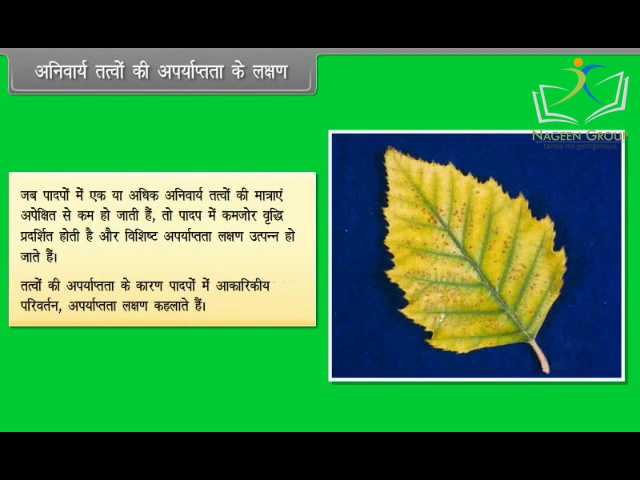 अनिवार्य तत्वों की अपर्याप्तता के लक्षण
NAGEEN GROUP
जब पादपों में एक या अधिक अनिवार्य तत्वों की मात्राएं
अपेक्षित से कम हो जाती हैं, तो पादप में कमजोर वृद्धि
प्रदर्शित होती है और विशिष्ट अपर्याप्तता लक्षण उत्पन्न हो
जाते हैं।
तत्वों की अपर्याप्तता के कारण पादपों में आकारिकीय
परिवर्तन, अपर्याप्तता लक्षण कहलाते हैं।